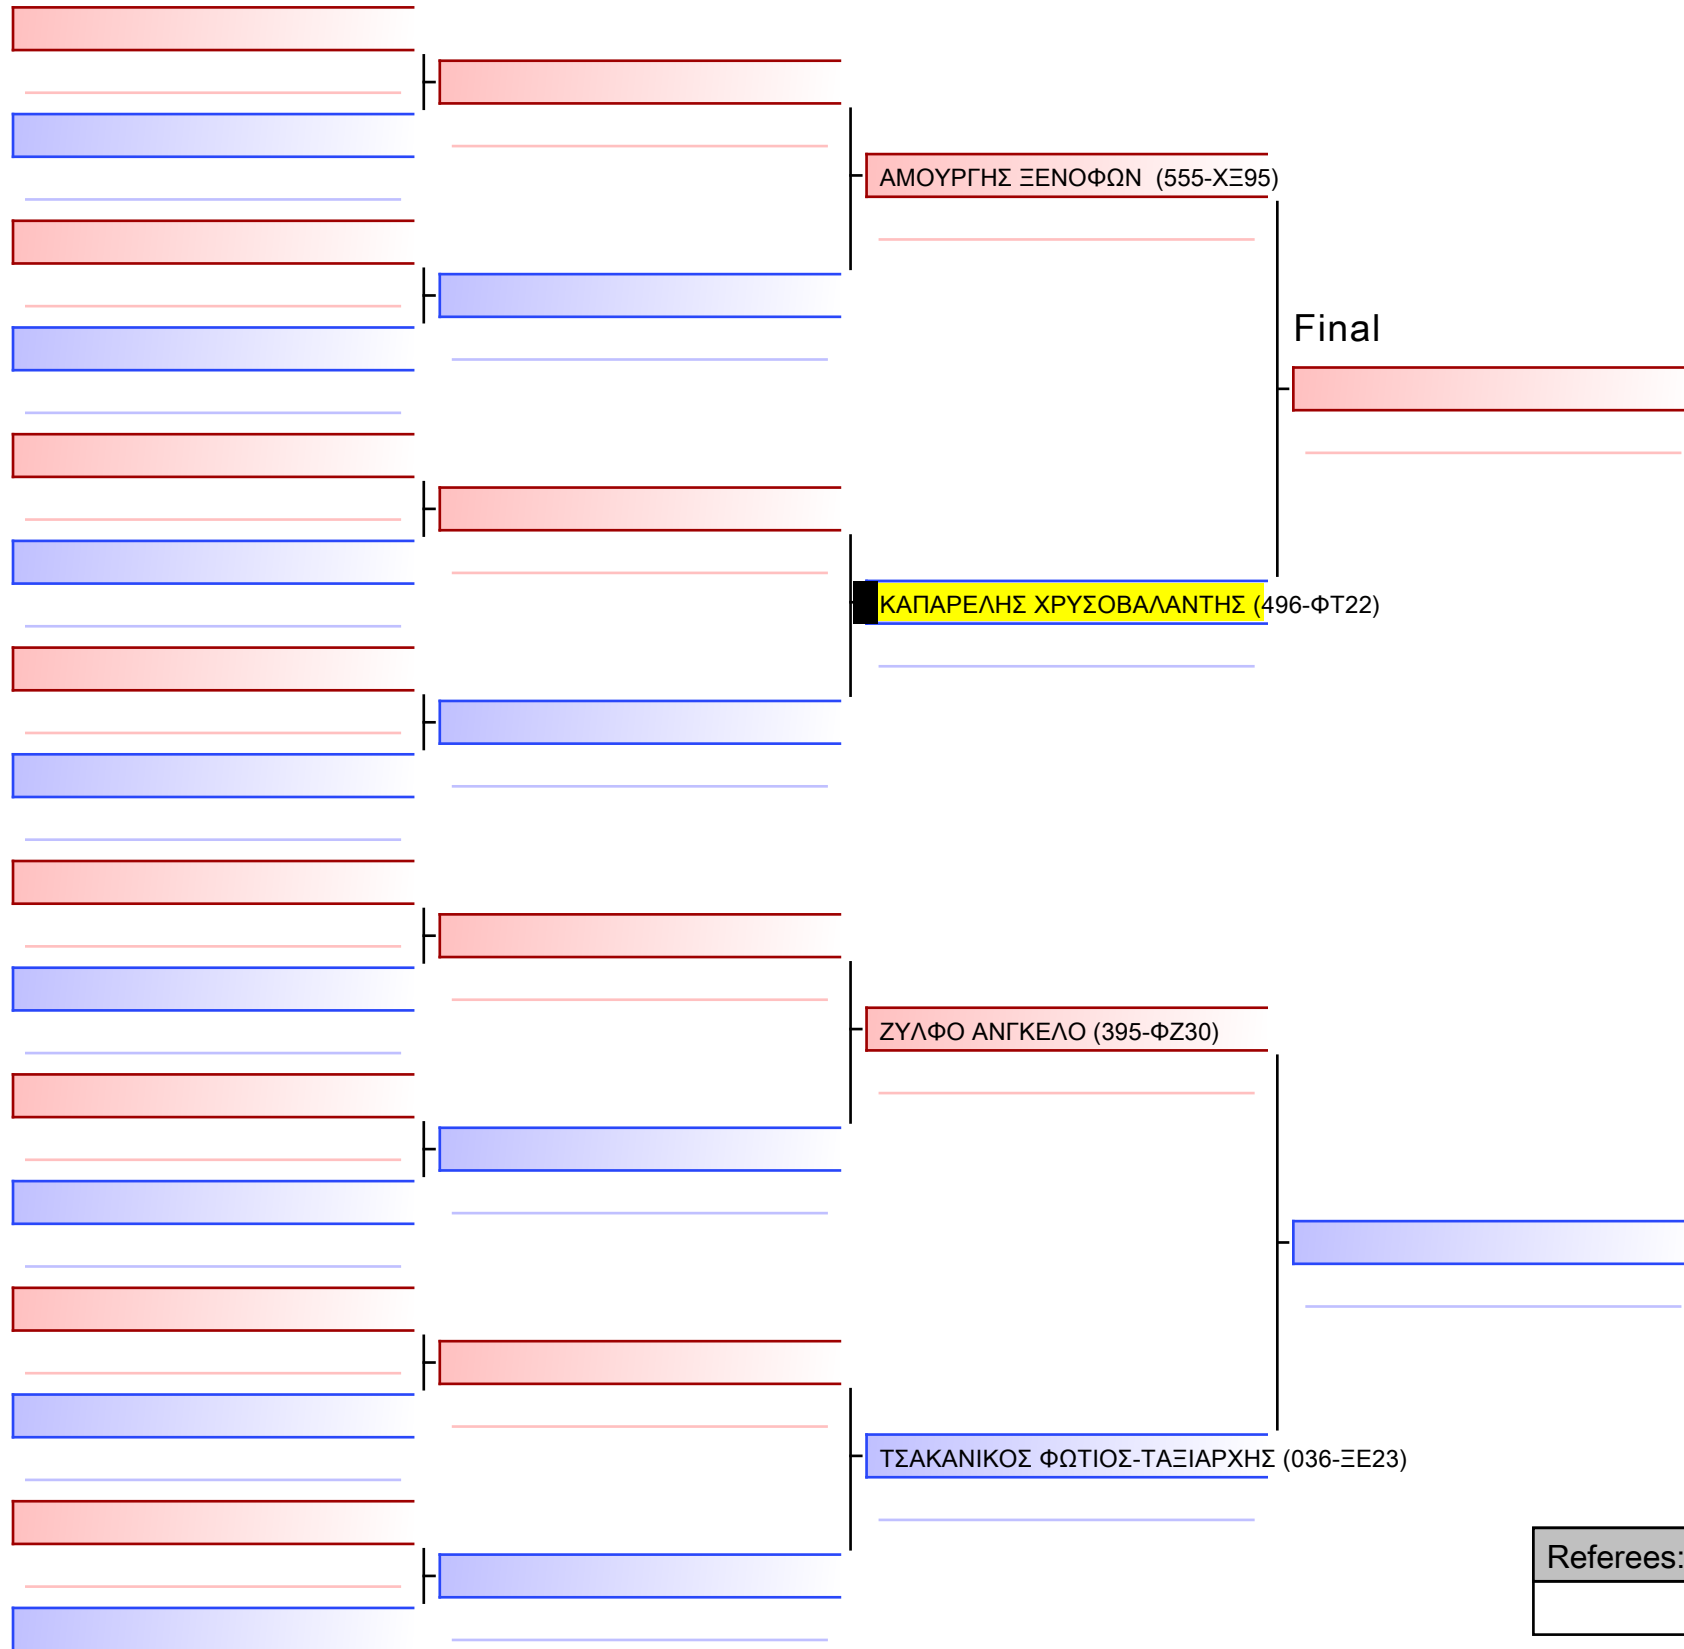 ΑΜΟΥΡΓΗΣ ΞΕΝΟΦΩΝ (555-ΧΞ95)
Final
ΚΑΠΑΡΕΛΗΣ ΧΡΥΣΟΒΑΛΑΝΤΗΣ (496-ΦΤ22)
ΖΥΛΦΟ ΑΝΓΚΕΛΟ (395-ΦΖ30)
ΤΣΑΚΑΝΙΚΟΣ ΦΩΤΙΟΣ-ΤΑΞΙΑΡΧΗΣ (036-ΞΕ23)
Referees: